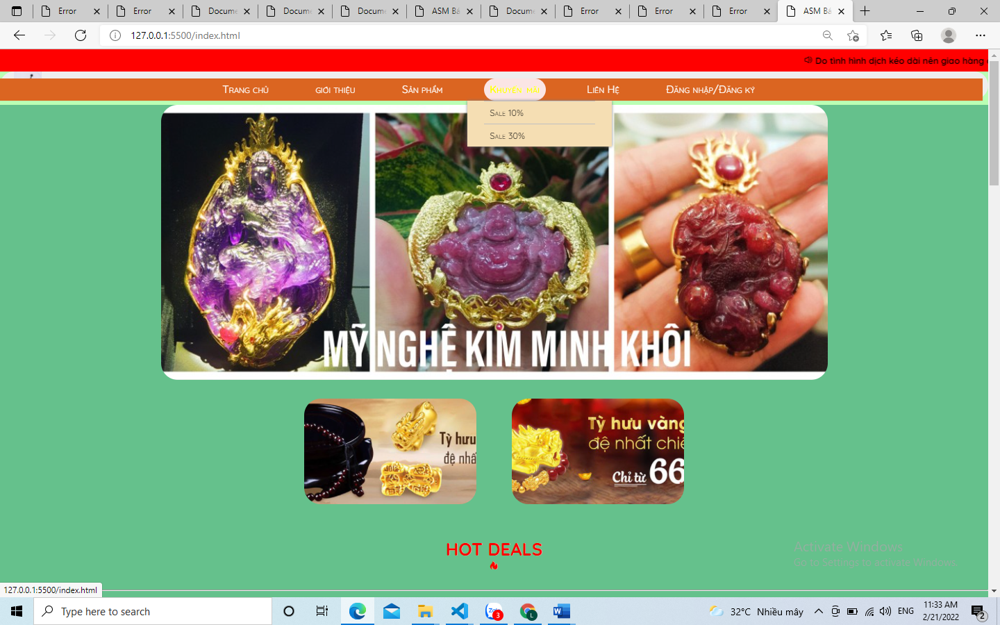 Error
Error
Docume
Docume
Docume
ASM Bá
Docume
Error
Error
Error
ASM Bá
127.0.0.1:5500/index.html
Do tình hình dịch kéo dài nên giao hàng
Trang chủ
giới thiệu
Sản phẩm
Khuyến mãi
Liên Hệ
Đăng nhập/Đăng ký
Sale 10%
Sale 30%
MỸ NGHỆ KIM MINH KHÔI
Tỳ hưu
đệ nhấ
Tỳ hưu vàng
đệ nhất chiê
Chỉ từ 66
HOT DEALS
Activate Windows
Go to Settings to activate Windows.
127.0.0.1:5500/index.html
Type here to search
Zalo
3
L
32°C Nhiều mây
ENG
11:33 AM
2/21/2022
2